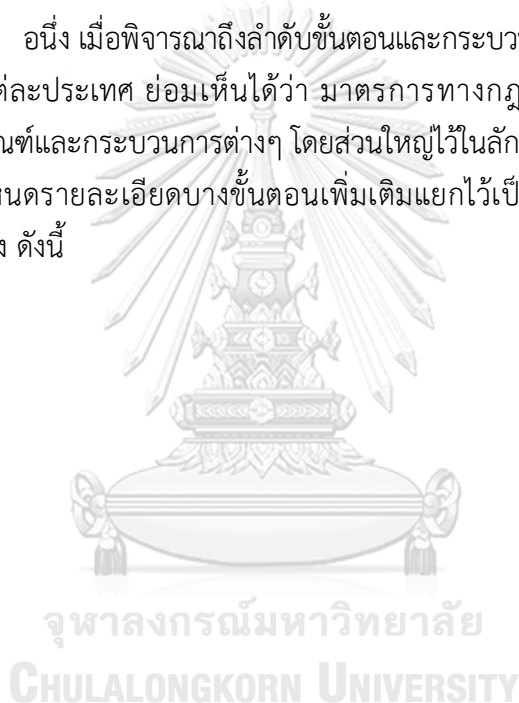 อนึ่ง เมื่อพิจารณาถึงลำดับขั้นตอนและกระบว
ต่ละประเทศ ย่อมเห็นได้ว่า มาตรการทางกฎ
ณฑ์และกระบวนการต่างๆ โดยส่วนใหญ่ไว้ในลัก
หนดรายละเอียดบางขั้นตอนเพิ่มเติมแยกไว้เป็
ง ดังนี้
จุฬาลงกรณ์มหาวิทยาลัย
CHULALONGKORN UNIVERSITY